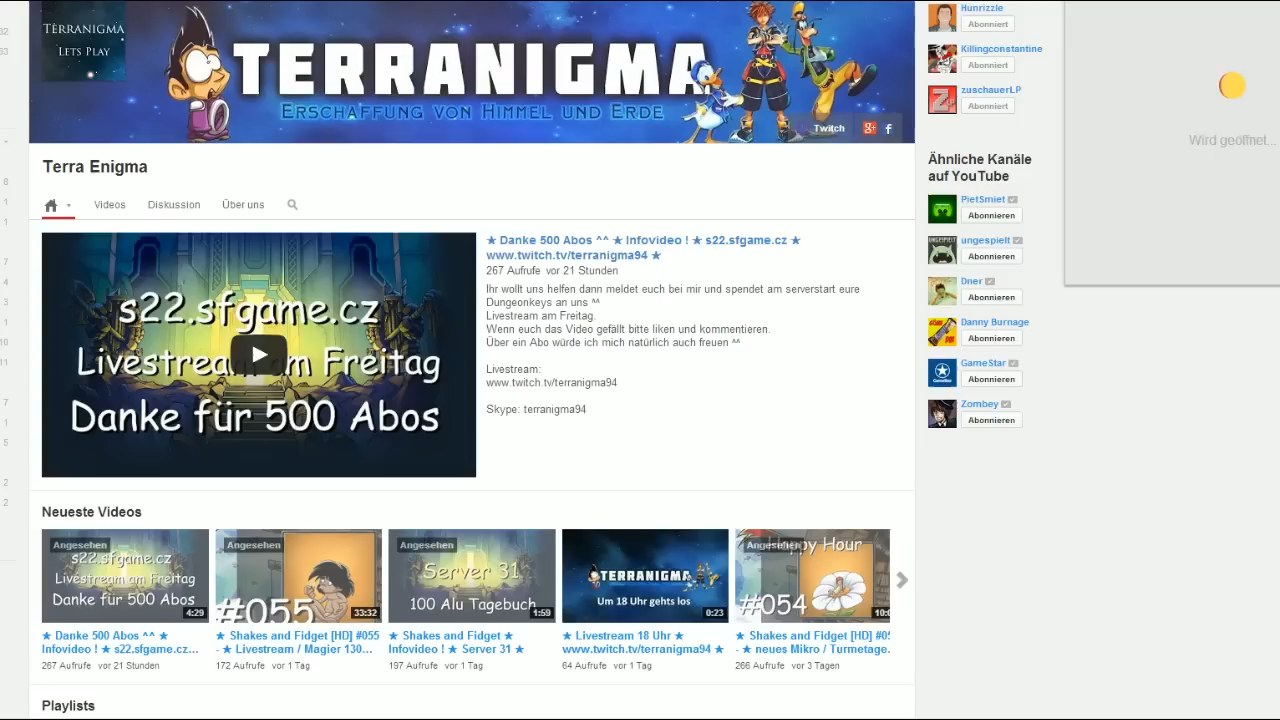 TERRANIGMA
LETS PLAY
TERRANIGMA
ERSCHAFFUNG VON HIMMEL UND ERDE
Twitch
Terra Enigma
Videos Diskussion Über uns
s22.sfgame.cz
Livestream am Freitag
Danke für 500 Abos
★ Danke 500 Abos ^^ ★ Infovideo ! ★ s22.sfgame.cz ★
www.twitch.tv/terranigma94 ★
267 Aufrufe vor 21 Stunden
Ihr wollt uns helfen dann meldet euch bei mir und spendet am serverstart eure
Dungeonkeys an uns ^^
Livestream am Freitag.
Wenn euch das Video gefällt bitte liken und kommentieren.
Über ein Abo würde ich mich natürlich auch freuen ^^
Livestream:
www.twitch.tv/terranigma94
Skype: terranigma94
Neueste Videos
Angesehen
s22.sfgame.cz
Livestream am Freitag
Danke für 500 Abos
4:29
★ Danke 500 Abos ^^ ★
Infovideo ! ★ s22.sfgame.cz...
267 Aufrufe vor 21 Stunden
Angesehen
#055
33:32
★ Shakes and Fidget [HD] #055
- ★ Livestream / Magier 130...
172 Aufrufe vor 1 Tag
Angesehen
Server 31
100 Alu Tagebuch
1:59
★ Shakes and Fidget ★
Infovideo ! ★ Server 31 ★
197 Aufrufe vor 1 Tag
TERRANIGMA
Um 18 Uhr gehts los
0:23
★ Livestream 18 Uhr ★
www.twitch.tv/terranigma94 ★
64 Aufrufe vor 1 Tag
Angesehen
Happy Hour
#054
10:0
★ Shakes and Fidget [HD] #05
- ★ neues Mikro / Turmetage.
266 Aufrufe vor 3 Tagen
Playlists
Hunrizzle
Abonniert
Killingconstantine
Abonniert
zuschauerLP
Abonniert
Ähnliche Kanäle
auf YouTube
PietSmiet
Abonnieren
ungespielt
Abonnieren
Dner
Abonnieren
Danny Burnage
Abonnieren
GameStar
Abonnieren
Zombey
Abonnieren
Wird geöffnet...